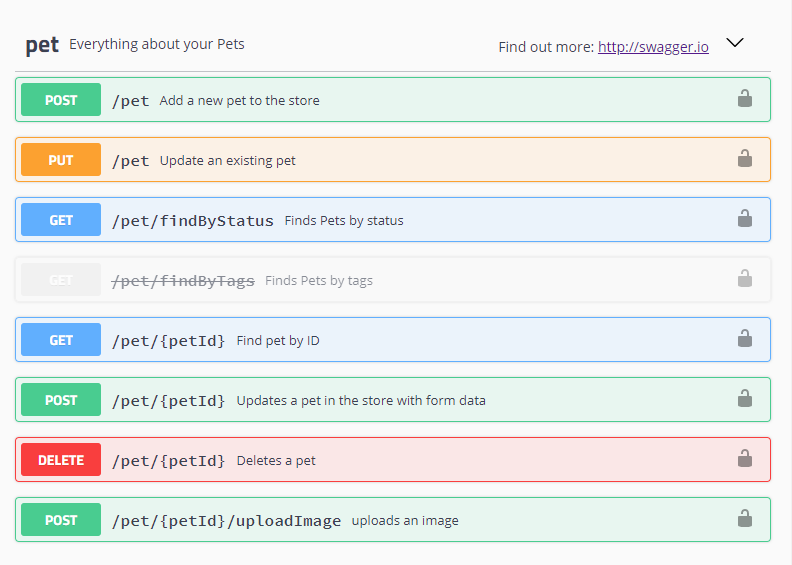 pet Everything about your Pets Find out more: http://swagger.io
POST /pet Add a new pet to the store
PUT /pet Update an existing pet
GET /pet/findByStatus Finds Pets by status
GET /pet/findByTags Finds Pets by tags
GET /pet/{petId} Find pet by ID
POST /pet/{petId} Updates a pet in the store with form data
DELETE /pet/{petId} Deletes a pet
POST /pet/{petId}/uploadImage uploads an image